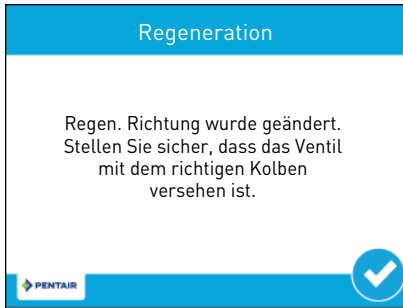 Regeneration
Regen. Richtung wurde geändert.
Stellen Sie sicher, dass das Ventil
mit dem richtigen Kolben
versehen ist.
PENTAIR